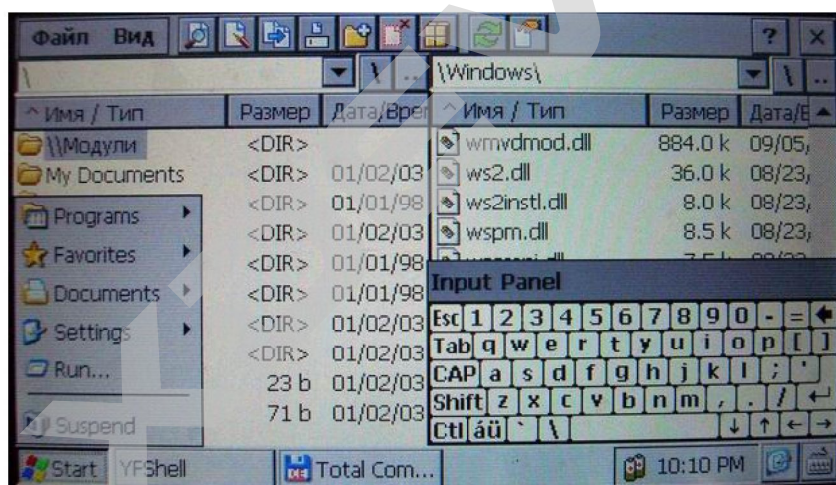 Файл Вид ? ×
\ \ .. \Windows\ \ ..
^Имя / Тип Размер Дата/Вре ^Имя / Тип Размер Дата/
\\Модули <DIR> wmvdmod.dll 884.0 k 09/05,
My Documents <DIR> 01/02/03 ws2.dll 36.0 k 08/23,
Programs <DIR> 01/01/98 ws2instl.dll 8.0 k 08/23,
<DIR> 01/02/03 wspm.dll 8.5 k 08/23,
Favorites <DIR> 01/01/98
Documents <DIR> 01/01/98 Input Panel
Settings <DIR> 01/02/03 Esc 1 2 3 4 5 6 7 8 9 0 - =
<DIR> 01/02/03 Tab q w e r t y u i o p [ ]
Run... 23 b 01/02/03 CAP a s d f g h j k l ; '
71 b 01/02/03 Shift z x c v b n m , . /
Suspend Ctl áü ` \ ↓ ↑ ← →
Start YFShell Total Com... 10:10 PM